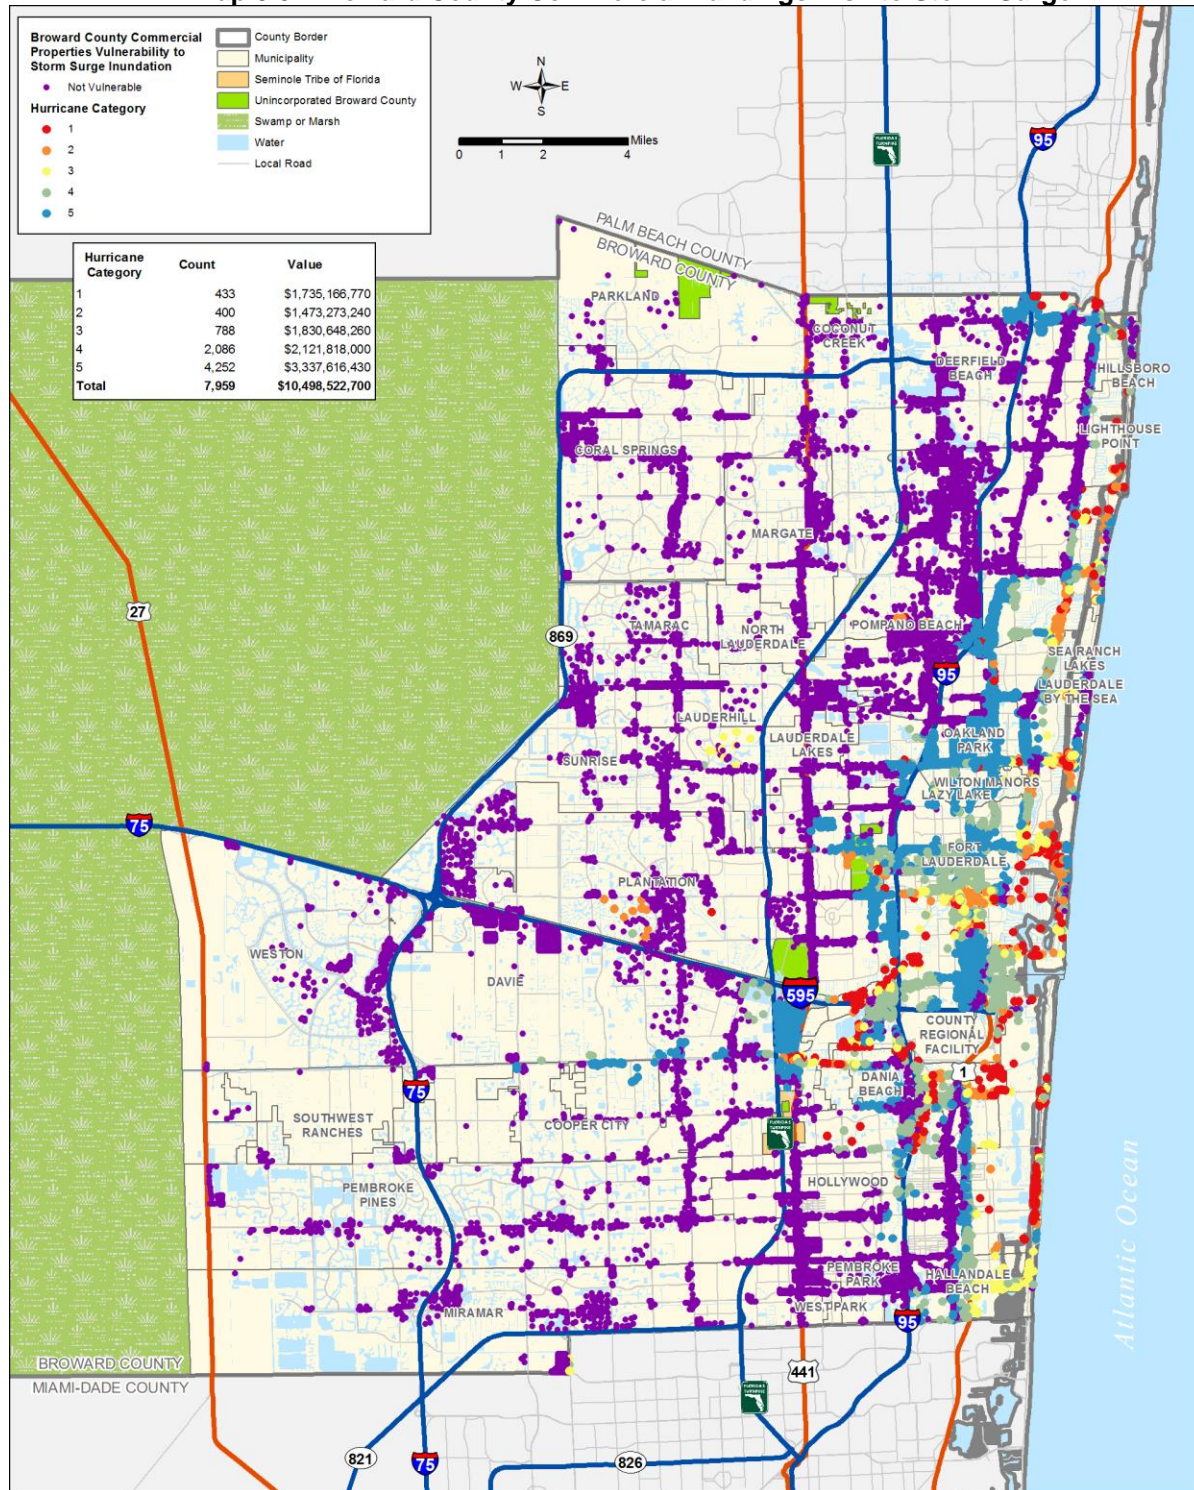 Broward County Commercial
Properties Vulnerability to
Storm Surge Inundation
Not Vulnerable
Hurricane Category
1
2
3
4
5
County Border
Municipality
Seminole Tribe of Florida
Unincorporated Broward County
Swamp or Marsh
Water
Local Road
N
W E
S
Miles
0 1 2 4
Hurricane Category Count Value
1 433 $1,735,166,770
2 400 $1,473,273,240
3 788 $1,830,648,260
4 2,086 $2,121,818,000
5 4,252 $3,337,616,430
Total 7,959 $10,498,522,700
95
PALM BEACH COUNTY
BROWARD COUNTY
PARKLAND
COCONUT
CREEK
DEERFIELD
BEACH
HILLSBORO
BEACH
LIGHTHOUSE
POINT
CORAL SPRINGS
MARGATE
27
869
TAMARAC
NORTH
LAUDERDALE
POMPANO BEACH
SEA RANCH
LAKES
95
LAUDERDALE
BY THE SEA
LAUDERHILL
LAUDERDALE
LAKES
OAKLAND
PARK
SUNRISE
WILTON MANORS
LAZY LAKE
75
FORT
LAUDERDALE
PLANTATION
WESTON
DAVIE
595
COUNTY
REGIONAL
FACILITY
1
DANIA
BEACH
75
SOUTHWEST
RANCHES
COOPER CITY
HOLLYWOOD
PEMBROKE
PINES
PEMBROKE
PARK
HALLANDALE
BEACH
MIRAMAR
WEST PARK
95
Atlantic Ocean
BROWARD COUNTY
MIAMI-DADE COUNTY
441
821
75
826